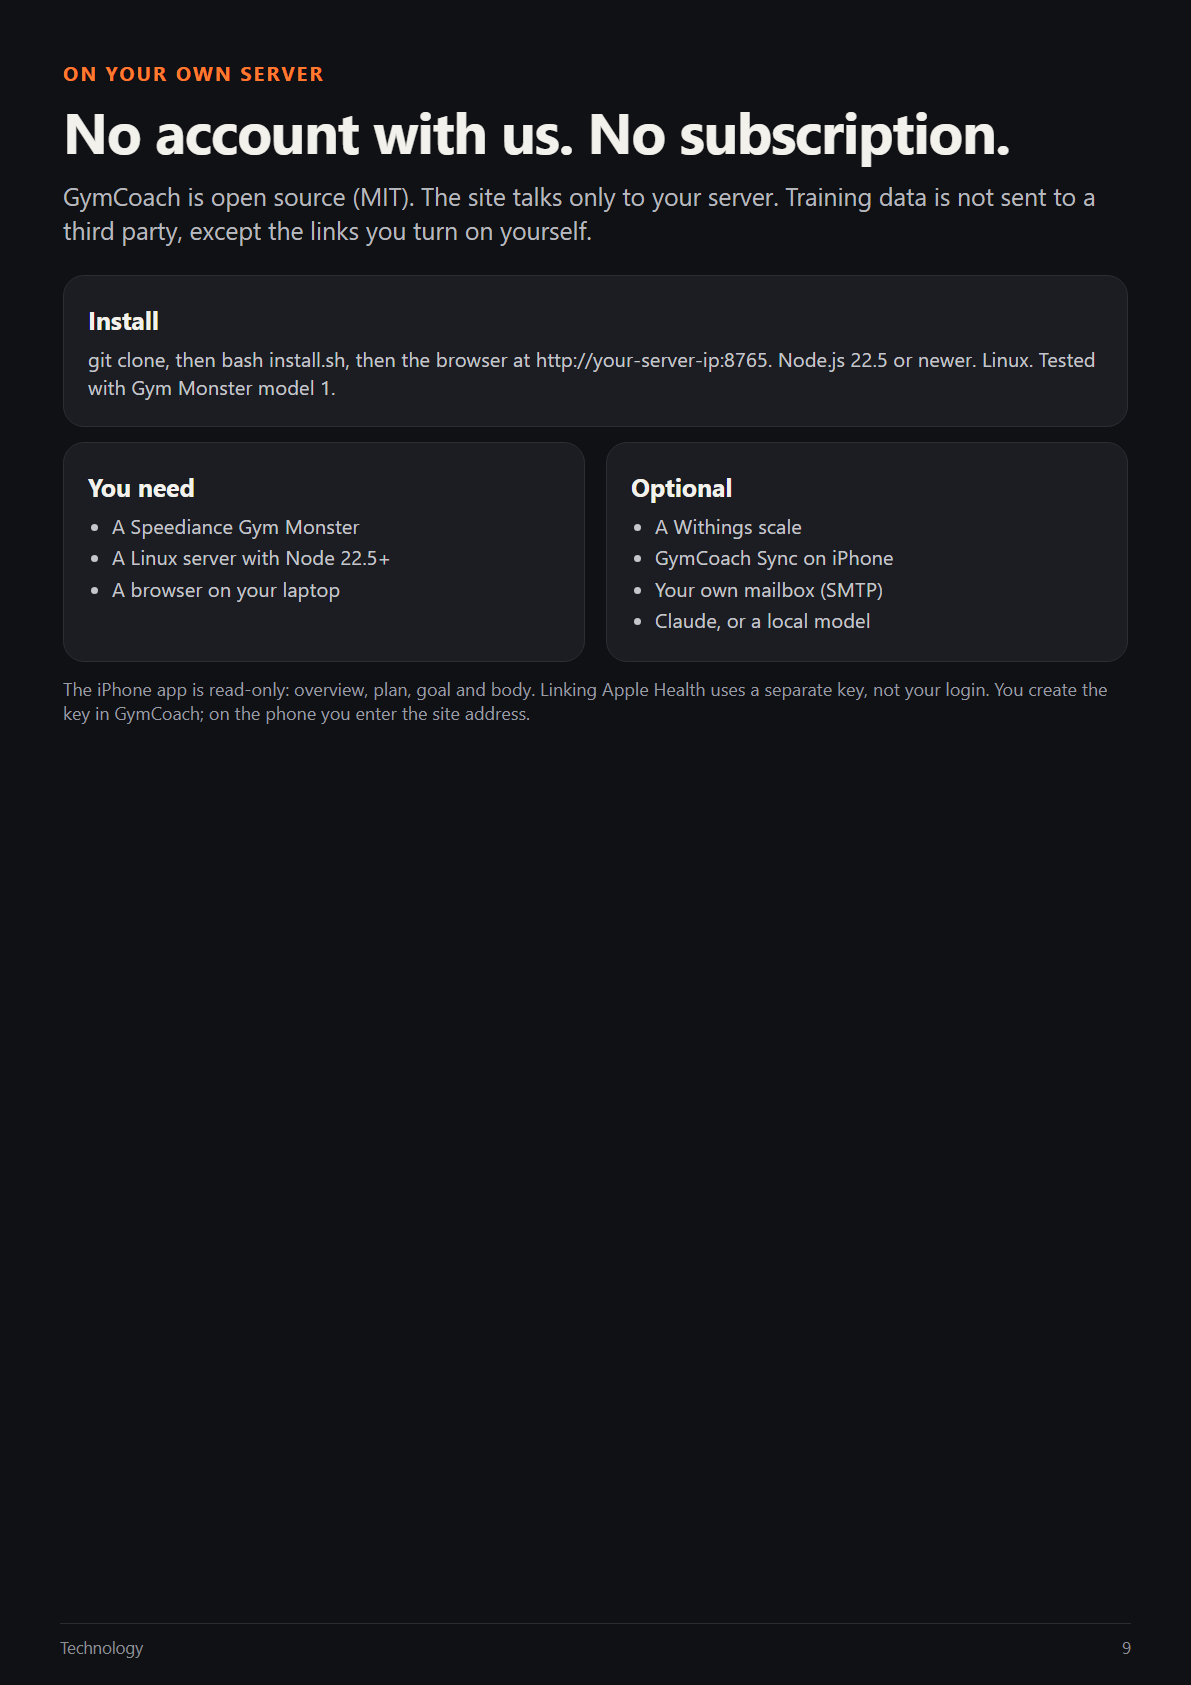 ON YOUR OWN SERVER
No account with us. No subscription.
GymCoach is open source (MIT). The site talks only to your server. Training data is not sent to a
third party, except the links you turn on yourself.
Install
git clone, then bash install.sh, then the browser at http://your-server-ip:8765. Node.js 22.5 or newer. Linux. Tested
with Gym Monster model 1.
You need
• A Speediance Gym Monster
• A Linux server with Node 22.5+
• A browser on your laptop
Optional
• A Withings scale
• GymCoach Sync on iPhone
• Your own mailbox (SMTP)
• Claude, or a local model
The iPhone app is read-only: overview, plan, goal and body. Linking Apple Health uses a separate key, not your login. You create the
key in GymCoach; on the phone you enter the site address.
Technology
9